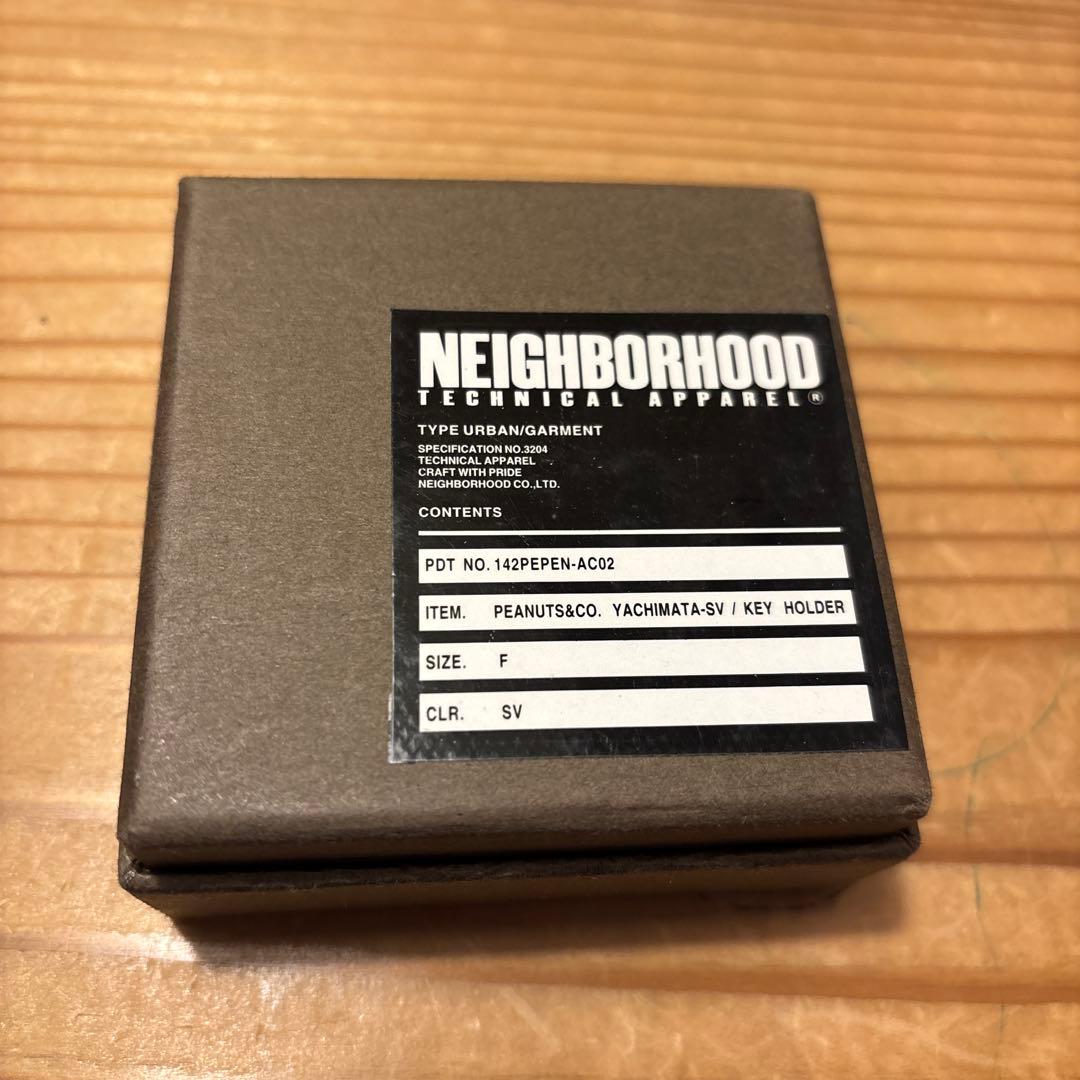 NEIGHBORHOOD
TECHNICAL APPAREL®
TYPE URBAN/GARMENT
SPECIFICATION NO.3204
TECHNICAL APPAREL
CRAFT WITH PRIDE
NEIGHBORHOOD CO.,LTD.
CONTENTS
PDT NO. 142PEPEN-AC02
ITEM. PEANUTS&CO. YACHIMATA-SV / KEY HOLDER
SIZE. F
CLR. SV